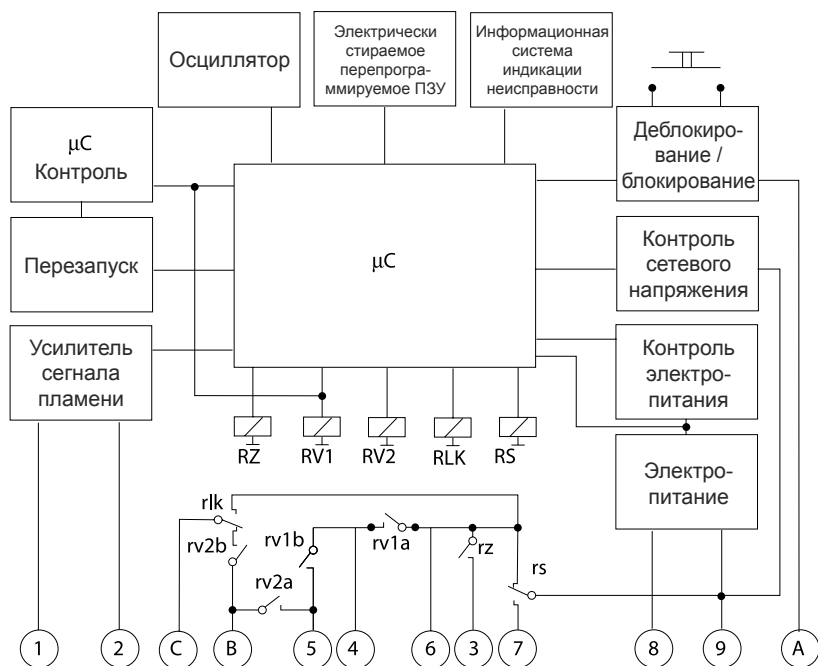 Осциллятор
Электрически
стираемое
перепрогра-
ммируемое ПЗУ
Информационная
система
индикации
неисправности
μC
Контроль
Деблокиро-
вание /
блокирование
Перезапуск
μC
Контроль
сетевого
напряжения
Усилитель
сегнала
пламени
Контроль
электро-
питания
RZ RV1 RV2 RLK RS
Электро-
питание
rlk
rv2b
rv1b
rv1a
rz
rs
rv2a
1 2 C B 5 4 6 3 7 8 9 A